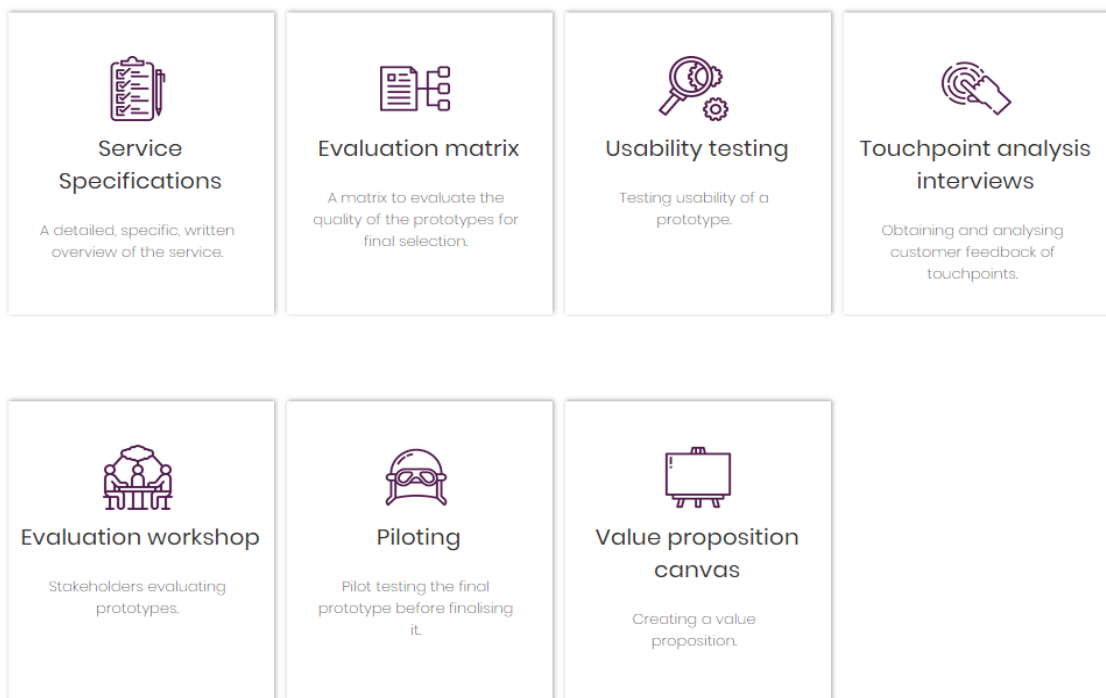 Service
Specifications
A detailed, specific, written
overview of the service.
Evaluation matrix
A matrix to evaluate the
quality of the prototypes for
final selection.
Usability testing
Testing usability of a
prototype.
Touchpoint analysis
interviews
Obtaining and analysing
customer feedback of
touchpoints.
Evaluation workshop
Stakeholders evaluating
prototypes.
Piloting
Pilot testing the final
prototype before finalising
it.
Value proposition
canvas
Creating a value
proposition.